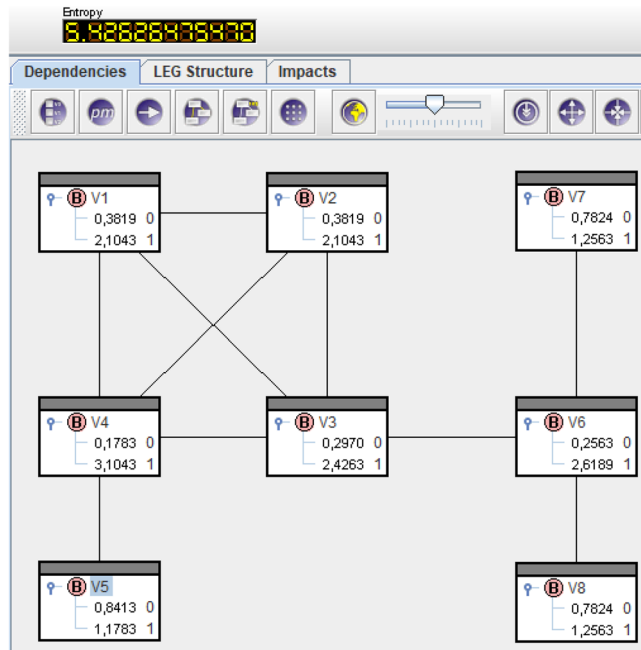 Entropy
Dependencies LEG Structure Impacts
pm
B V1
0,3819 0
2,1043 1
B V2
0,3819 0
2,1043 1
B V7
0,7824 0
1,2563 1
B V4
0,1783 0
3,1043 1
B V3
0,2970 0
2,4263 1
B V6
0,2563 0
2,6189 1
B V5
0,8413 0
1,1783 1
B V8
0,7824 0
1,2563 1